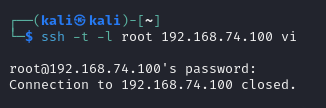 ┌──(kali㉿kali)-[~]
└─$ ssh -t -l root 192.168.74.100 vi
root@192.168.74.100's password:
Connection to 192.168.74.100 closed.